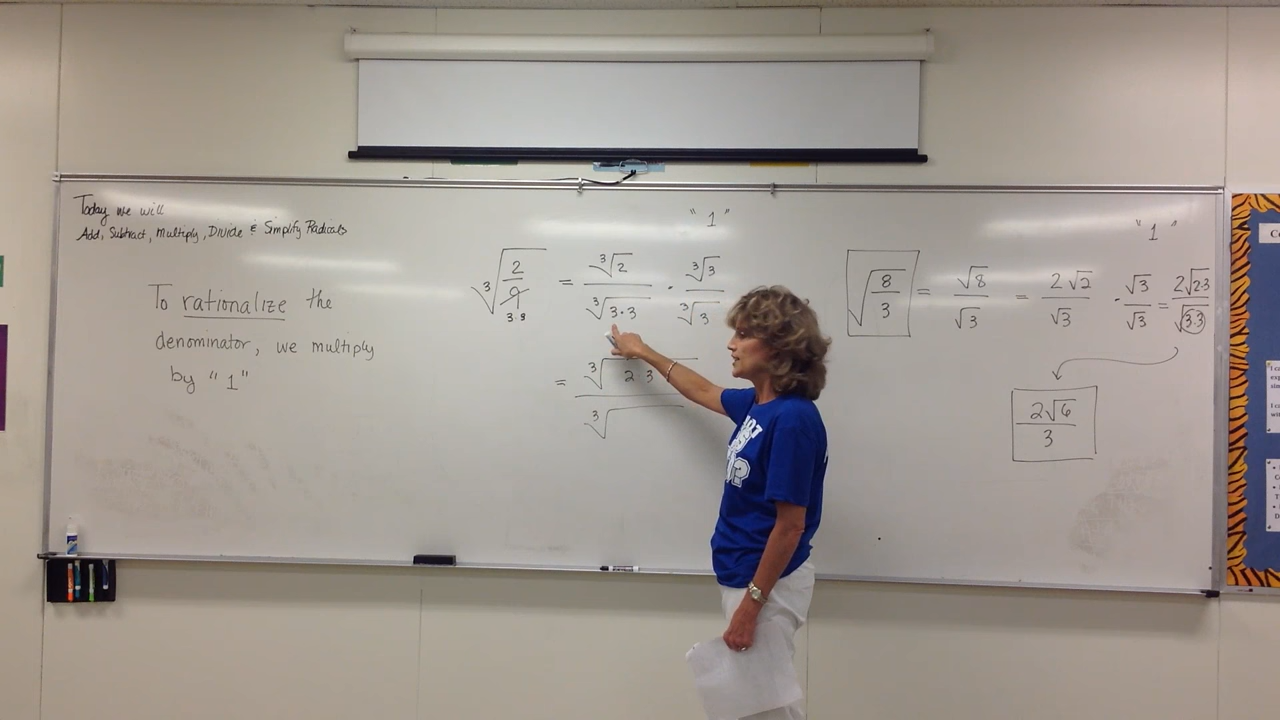 Today we will
Add, Subtract, Multiply, Divide & Simplify Radicals
To rationalize the
denominator, we multiply
by "1"
"1"
∛(2/9) = ∛2/∛(3·3) · ∛3/∛3
3·3
= ∛(2 3)/∛
"1"
√(8/3) = √8/√3 = 2√2/√3 · √3/√3 = 2√(2·3)/√(3·3)
2√6/3